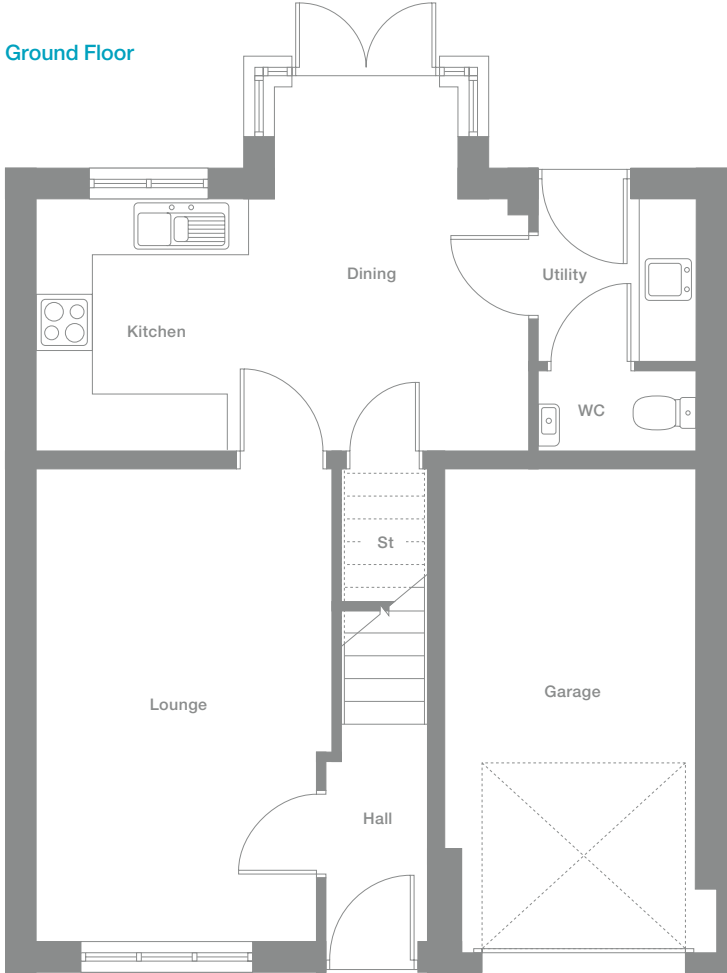 Ground Floor
Dining
Utility
Kitchen
WC
St
Garage
Lounge
Hall